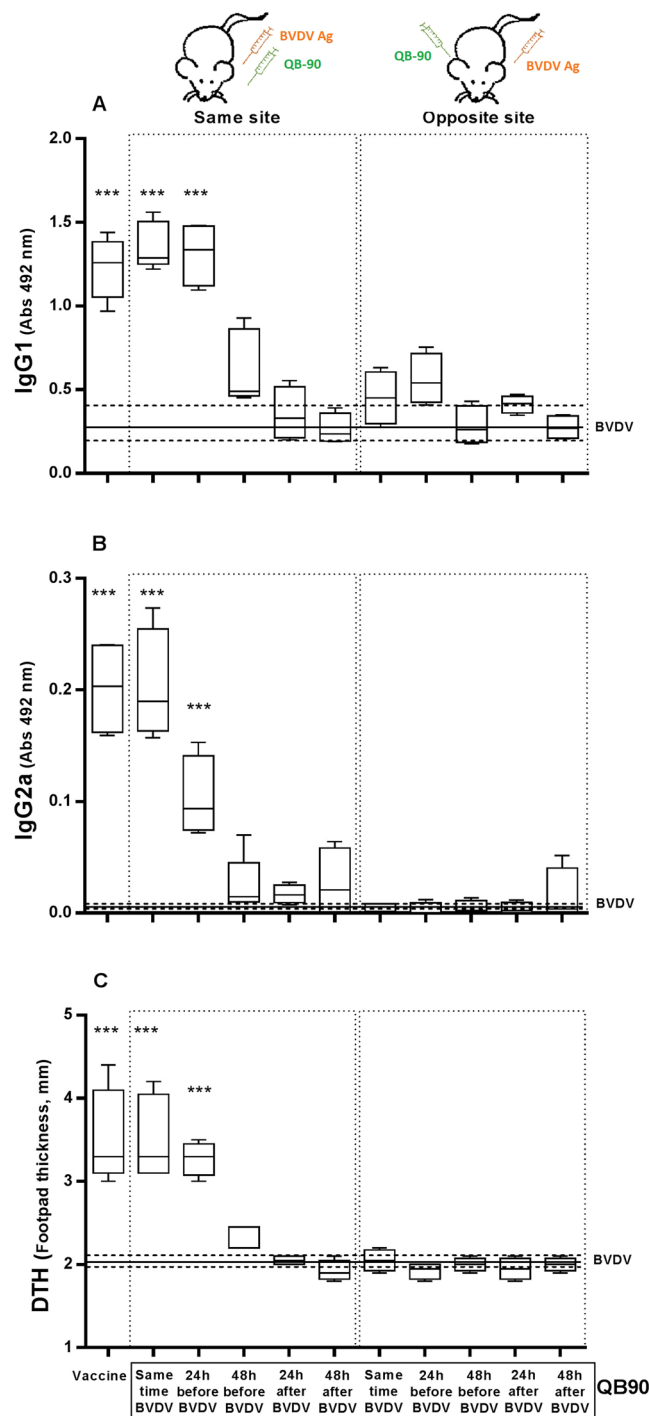 BVDV Ag
QB-90
QB-90
BVDV Ag
Same site
Opposite site
A
2.0
1.5
1.0
0.5
0.0
IgG1 (Abs 492 nm)
***
***
***
BVDV
B
0.3
0.2
0.1
0.0
IgG2a (Abs 492 nm)
***
***
***
BVDV
C
5
4
3
2
1
DTH (Footpad thickness, mm)
***
***
***
BVDV
Vaccine
Same time BVDV
24h before BVDV
48h before BVDV
24h after BVDV
48h after BVDV
Same time BVDV
24h before BVDV
48h before BVDV
24h after BVDV
48h after BVDV
QB90